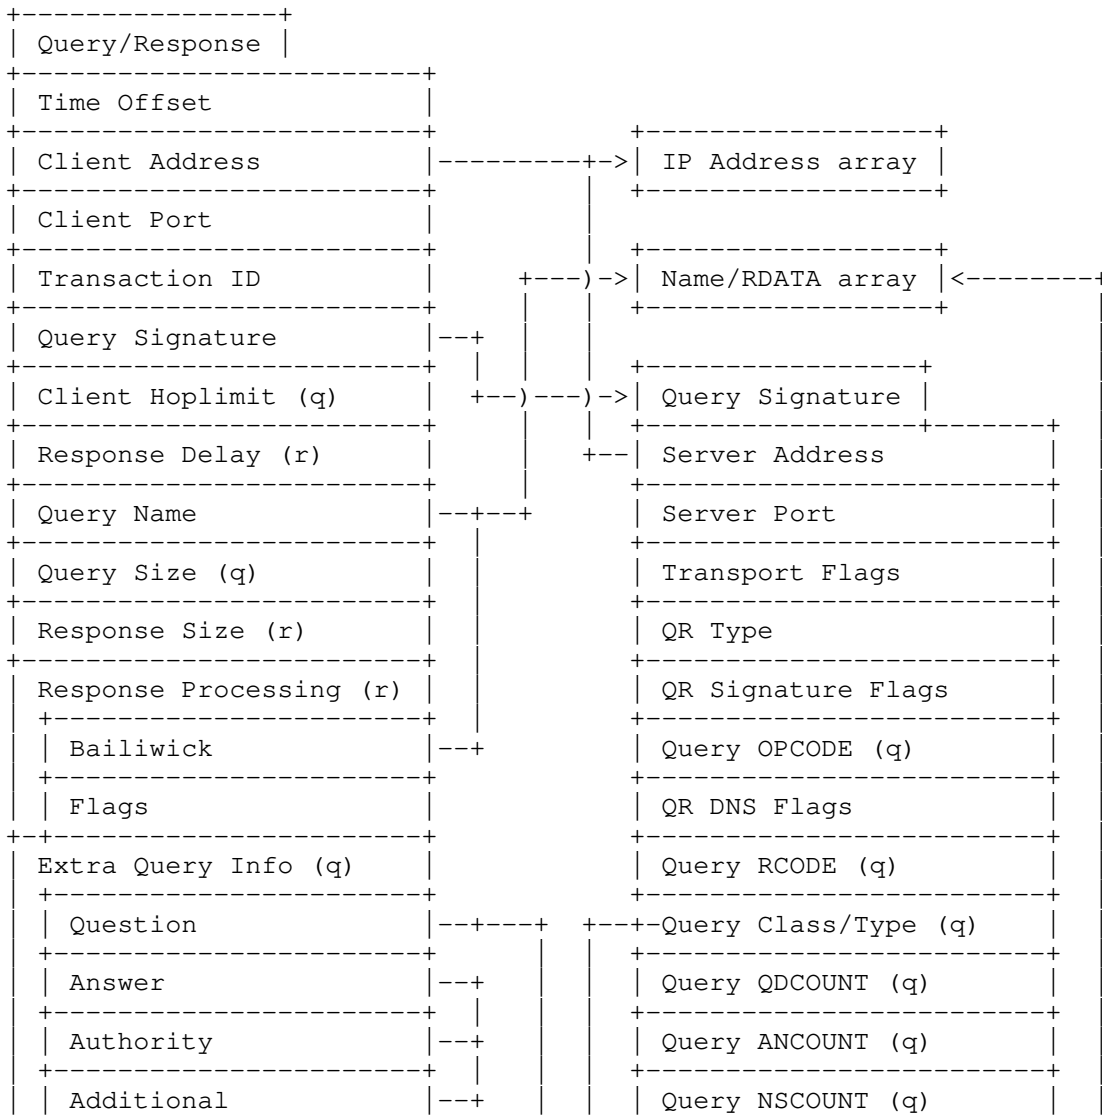 Query/Response
Time Offset
Client Address IP Address array
Client Port
Transaction ID Name/RDATA array
Query Signature
Client Hoplimit (q) Query Signature
Response Delay (r) Server Address
Query Name Server Port
Query Size (q) Transport Flags
Response Size (r) QR Type
Response Processing (r) QR Signature Flags
Bailiwick Query OPCODE (q)
Flags QR DNS Flags
Extra Query Info (q) Query RCODE (q)
Question Query Class/Type (q)
Answer Query QDCOUNT (q)
Authority Query ANCOUNT (q)
Additional Query NSCOUNT (q)